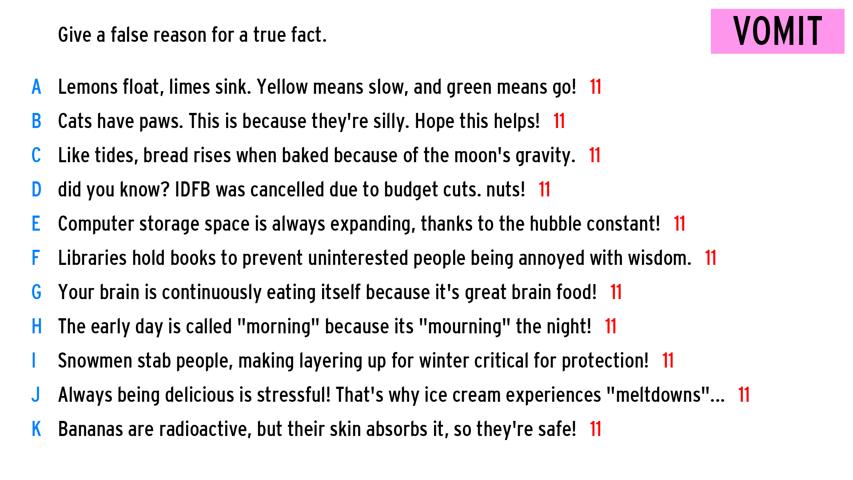 Give a false reason for a true fact.
VOMIT
A Lemons float, limes sink. Yellow means slow, and green means go! 11
B Cats have paws. This is because they're silly. Hope this helps! 11
C Like tides, bread rises when baked because of the moon's gravity. 11
D did you know? IDFB was cancelled due to budget cuts. nuts! 11
E Computer storage space is always expanding, thanks to the hubble constant! 11
F Libraries hold books to prevent uninterested people being annoyed with wisdom. 11
G Your brain is continuously eating itself because it's great brain food! 11
H The early day is called "morning" because its "mourning" the night! 11
I Snowmen stab people, making layering up for winter critical for protection! 11
J Always being delicious is stressful! That's why ice cream experiences "meltdowns"... 11
K Bananas are radioactive, but their skin absorbs it, so they're safe! 11